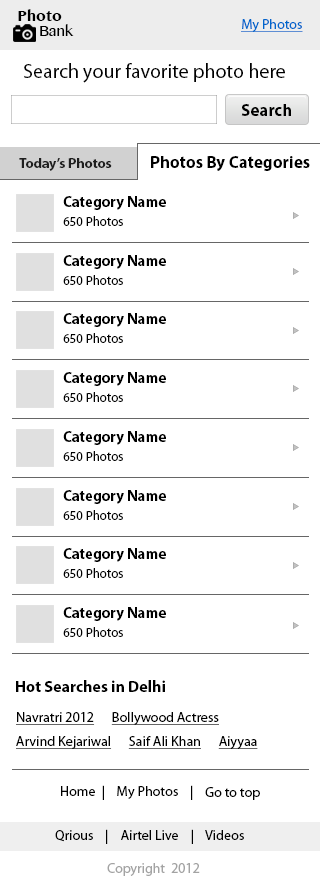 Photo
Bank
My Photos
Search your favorite photo here
Search
Today's Photos
Photos By Categories
Category Name
650 Photos
Category Name
650 Photos
Category Name
650 Photos
Category Name
650 Photos
Category Name
650 Photos
Category Name
650 Photos
Category Name
650 Photos
Category Name
650 Photos
Hot Searches in Delhi
Navratri 2012 Bollywood Actress
Arvind Kejariwal Saif Ali Khan Aiyyaa
Home | My Photos | Go to top
Qrious | Airtel Live | Videos
Copyright 2012